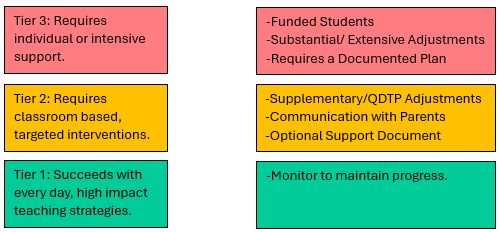 Tier 3: Requires
individual or intensive
support.
-Funded Students
-Substantial/ Extensive Adjustments
-Requires a Documented Plan
Tier 2: Requires
classroom based,
targeted interventions.
-Supplementary/QDTP Adjustments
-Communication with Parents
-Optional Support Document
Tier 1: Succeeds with
every day, high impact
teaching strategies.
-Monitor to maintain progress.